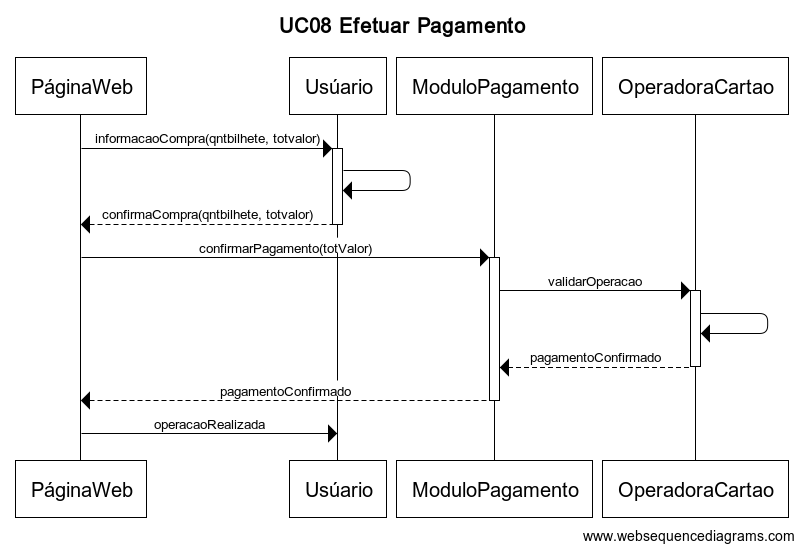 UC08 Efetuar Pagamento
PáginaWeb
Usúario
ModuloPagamento
OperadoraCartao
informacaoCompra(qntbilhete, totvalor)
confirmaCompra(qntbilhete, totvalor)
confirmarPagamento(totValor)
validarOperacao
pagamentoConfirmado
pagamentoConfirmado
operacaoRealizada
PáginaWeb
Usúario
ModuloPagamento
OperadoraCartao
www.websequencediagrams.com